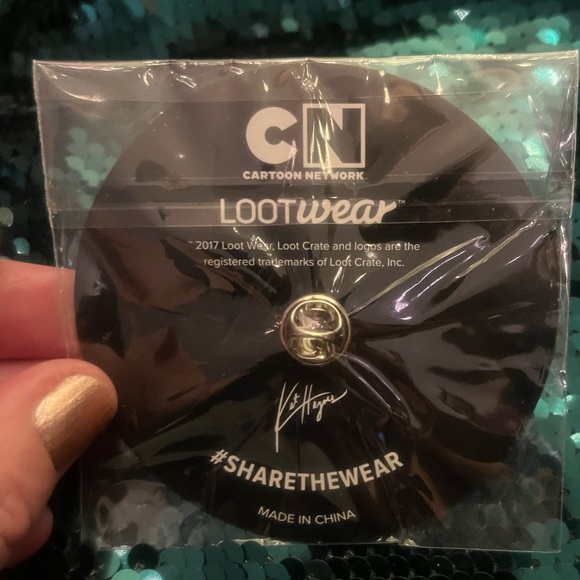 CN
CARTOON NETWORK
LOOTwear™
2017 Loot Wear, Loot Crate and logos are the
registered trademarks of Loot Crate, Inc.
#SHARETHEWEAR
MADE IN CHINA